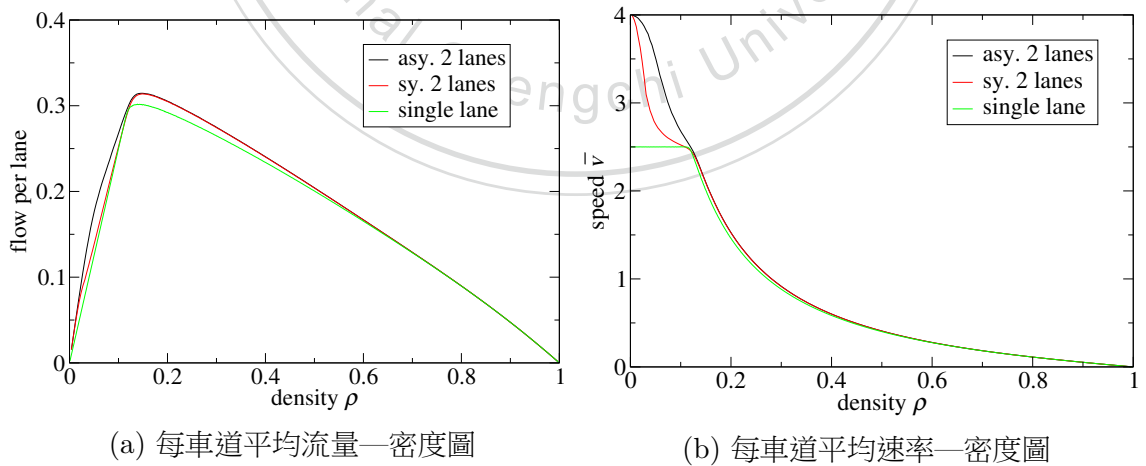 0.4
0.3
0.2
0.1
0
flow per lane
asy. 2 lanes
sy. 2 lanes
single lane
0 0.2 0.4 0.6 0.8 1
density ρ
(a) 每車道平均流量—密度圖
4
3
2
1
0
speed v̅
asy. 2 lanes
sy. 2 lanes
single lane
0 0.2 0.4 0.6 0.8 1
density ρ
(b) 每車道平均速率—密度圖
engchi Univer